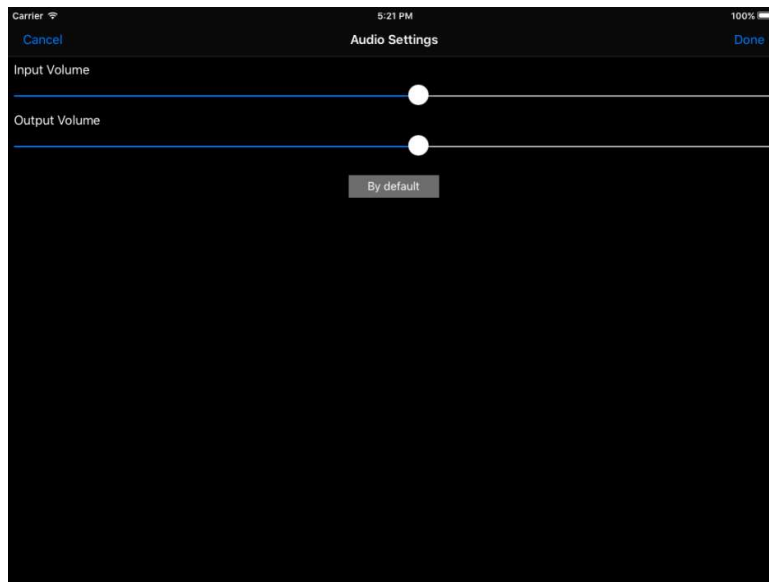 Carrier 5:21 PM 100%
Cancel Audio Settings Done
Input Volume
Output Volume
By default